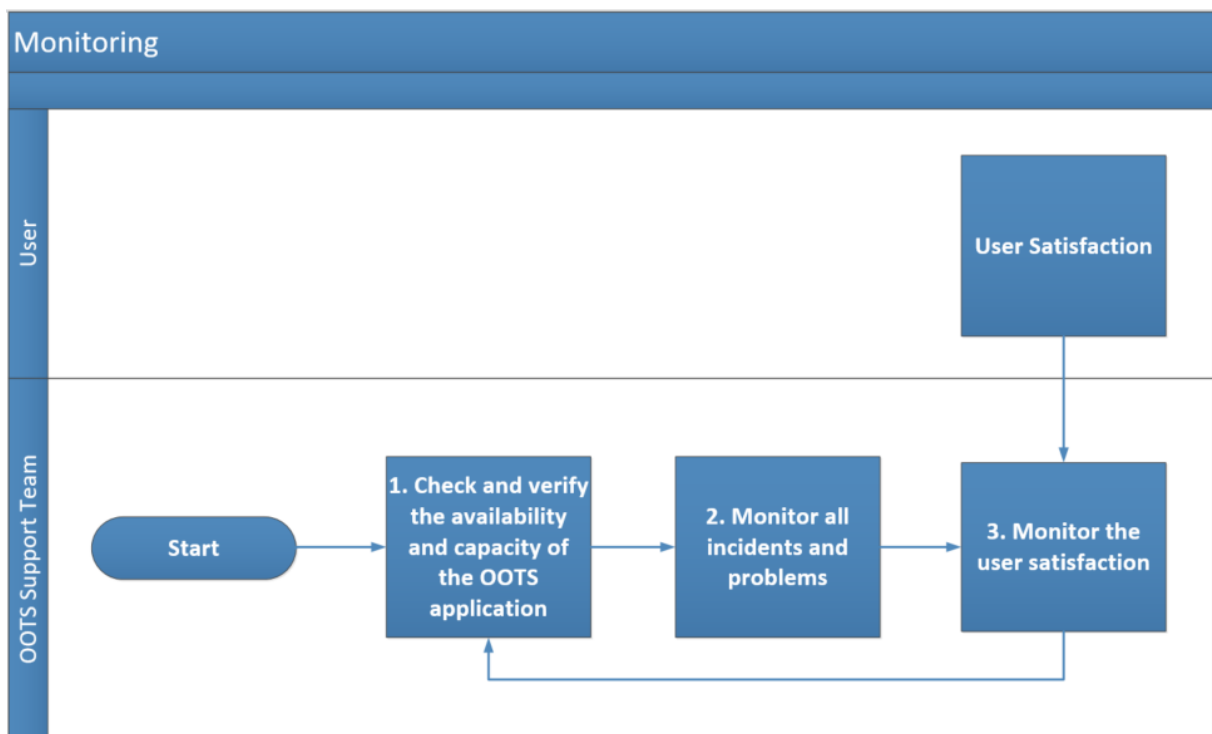 Monitoring
User
User Satisfaction
OOTS Support Team
Start
1. Check and verify
the availability
and capacity of
the OOTS
application
2. Monitor all
incidents and
problems
3. Monitor the
user satisfaction